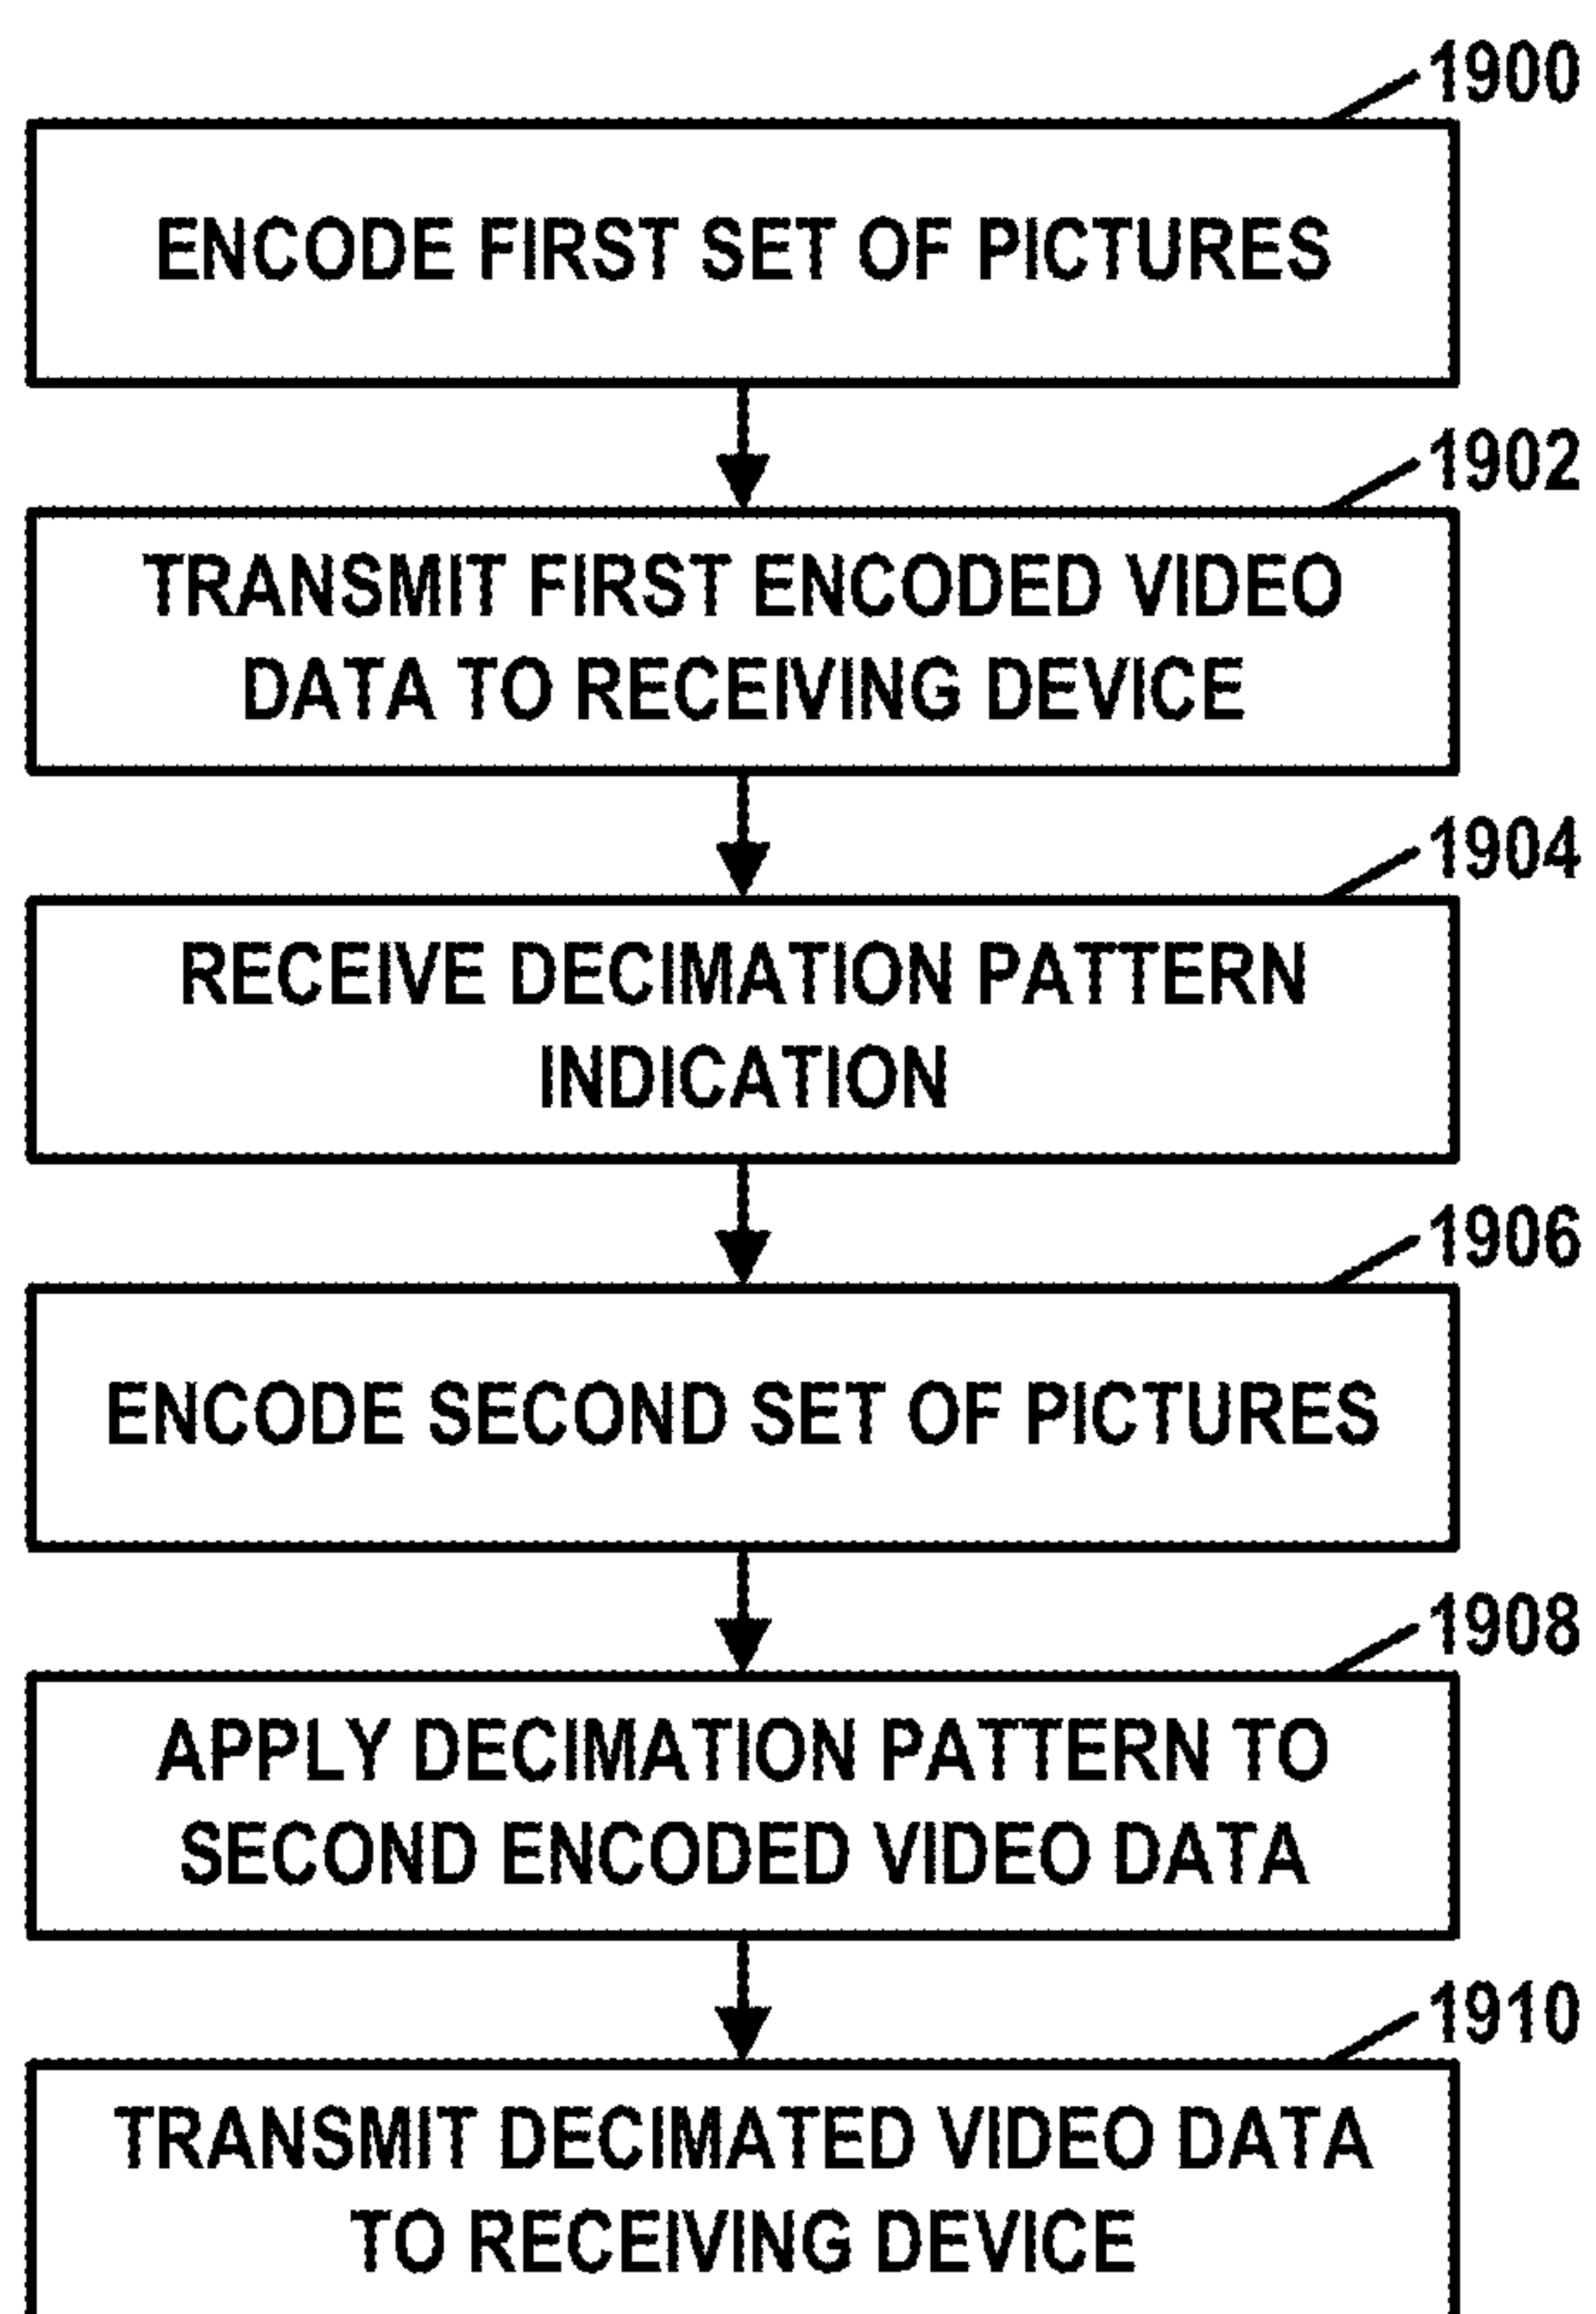 1900
ENCODE FIRST SET OF PICTURES
1902
TRANSMIT FIRST ENCODED VIDEO
DATA TO RECEIVING DEVICE
1904
RECEIVE DECIMATION PATTERN
INDICATION
1906
ENCODE SECOND SET OF PICTURES
1908
APPLY DECIMATION PATTERN TO
SECOND ENCODED VIDEO DATA
1910
TRANSMIT DECIMATED VIDEO DATA
TO RECEIVING DEVICE